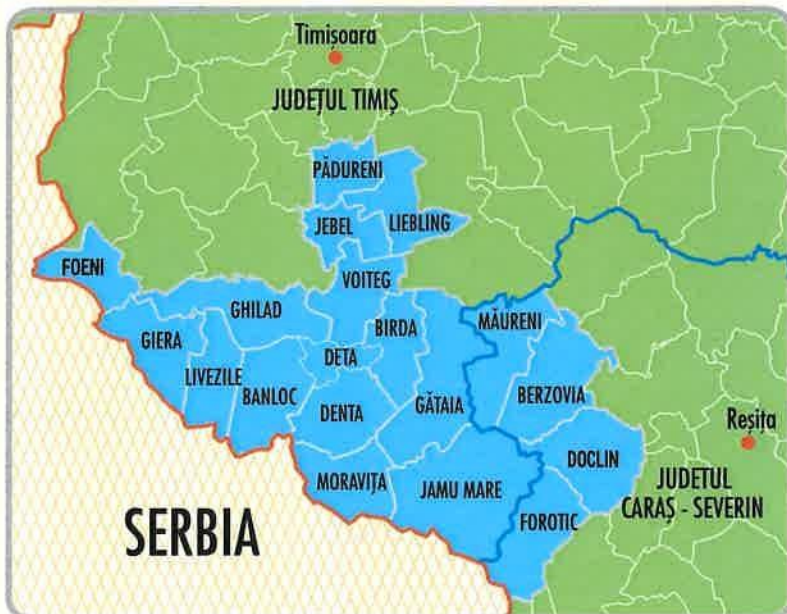 Timișoara
JUDEȚUL TIMIȘ
PĂDURENI
JEBEL
LIEBLING
VOITEG
FOENI
GHILAD
GIERA
BIRDA
MĂURENI
LIVEZILE
DETA
BANLOC
DENTA
GĂTAIA
BERZOVIA
Reșița
MORAVIȚA
JAMU MARE
DOCLIN
JUDETUL
CARAȘ - SEVERIN
FOROTIC
SERBIA